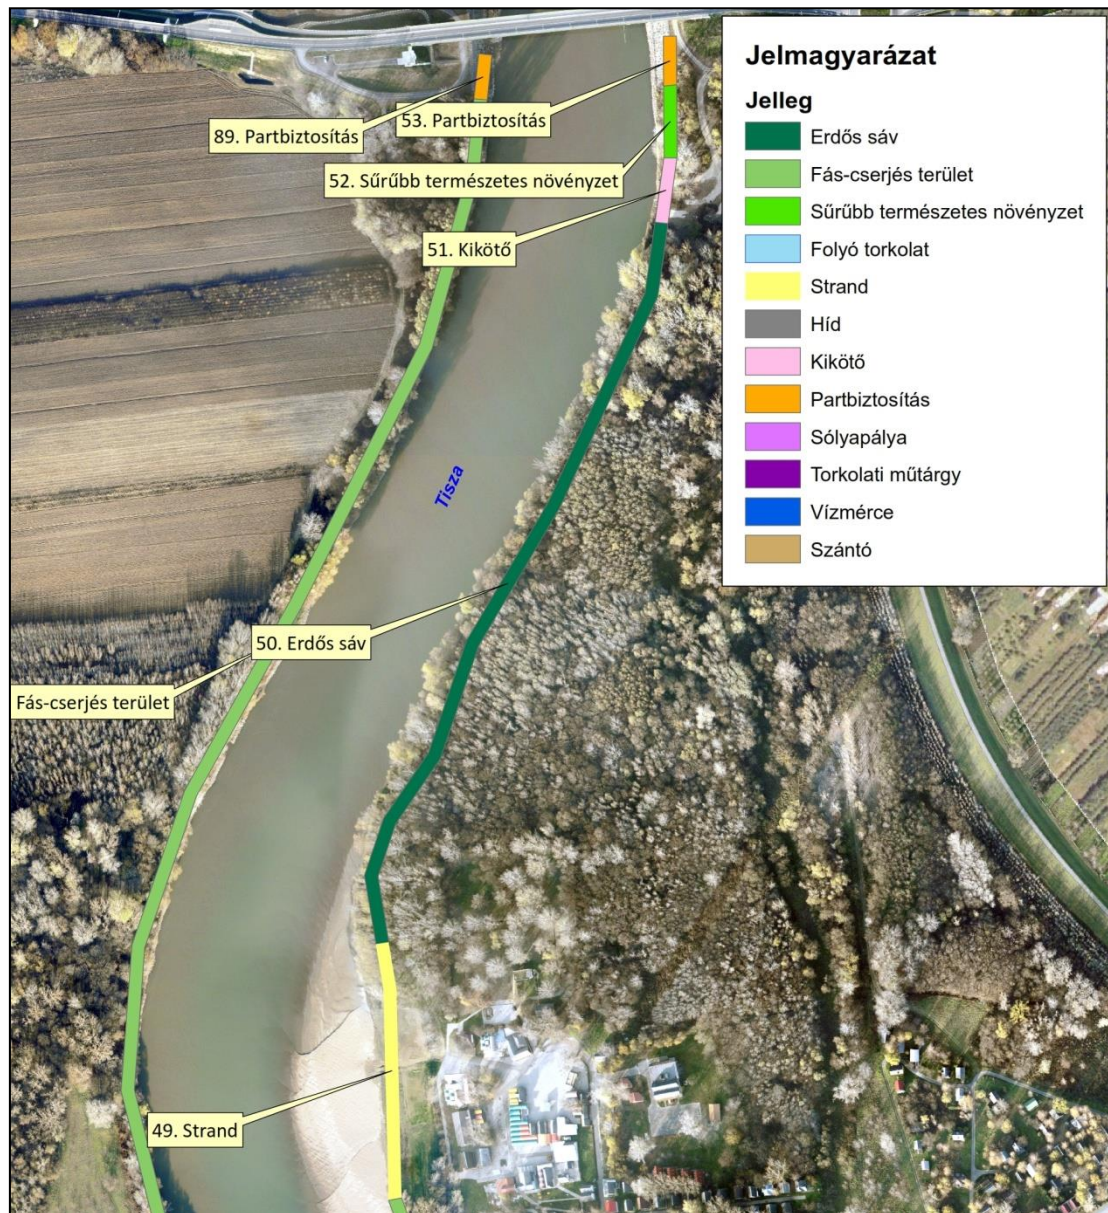 Jelmagyarázat
Jelleg
Erdős sáv
Fás-cserjés terület
Sűrűbb természetes növényzet
Folyó torkolat
Strand
Híd
Kikötő
Partbiztosítás
Sólyapálya
Torkolati műtárgy
Vízmérce
Szántó
53. Partbiztosítás
89. Partbiztosítás
52. Sűrűbb természetes növényzet
51. Kikötő
Tisza
50. Erdős sáv
Fás-cserjés terület
49. Strand